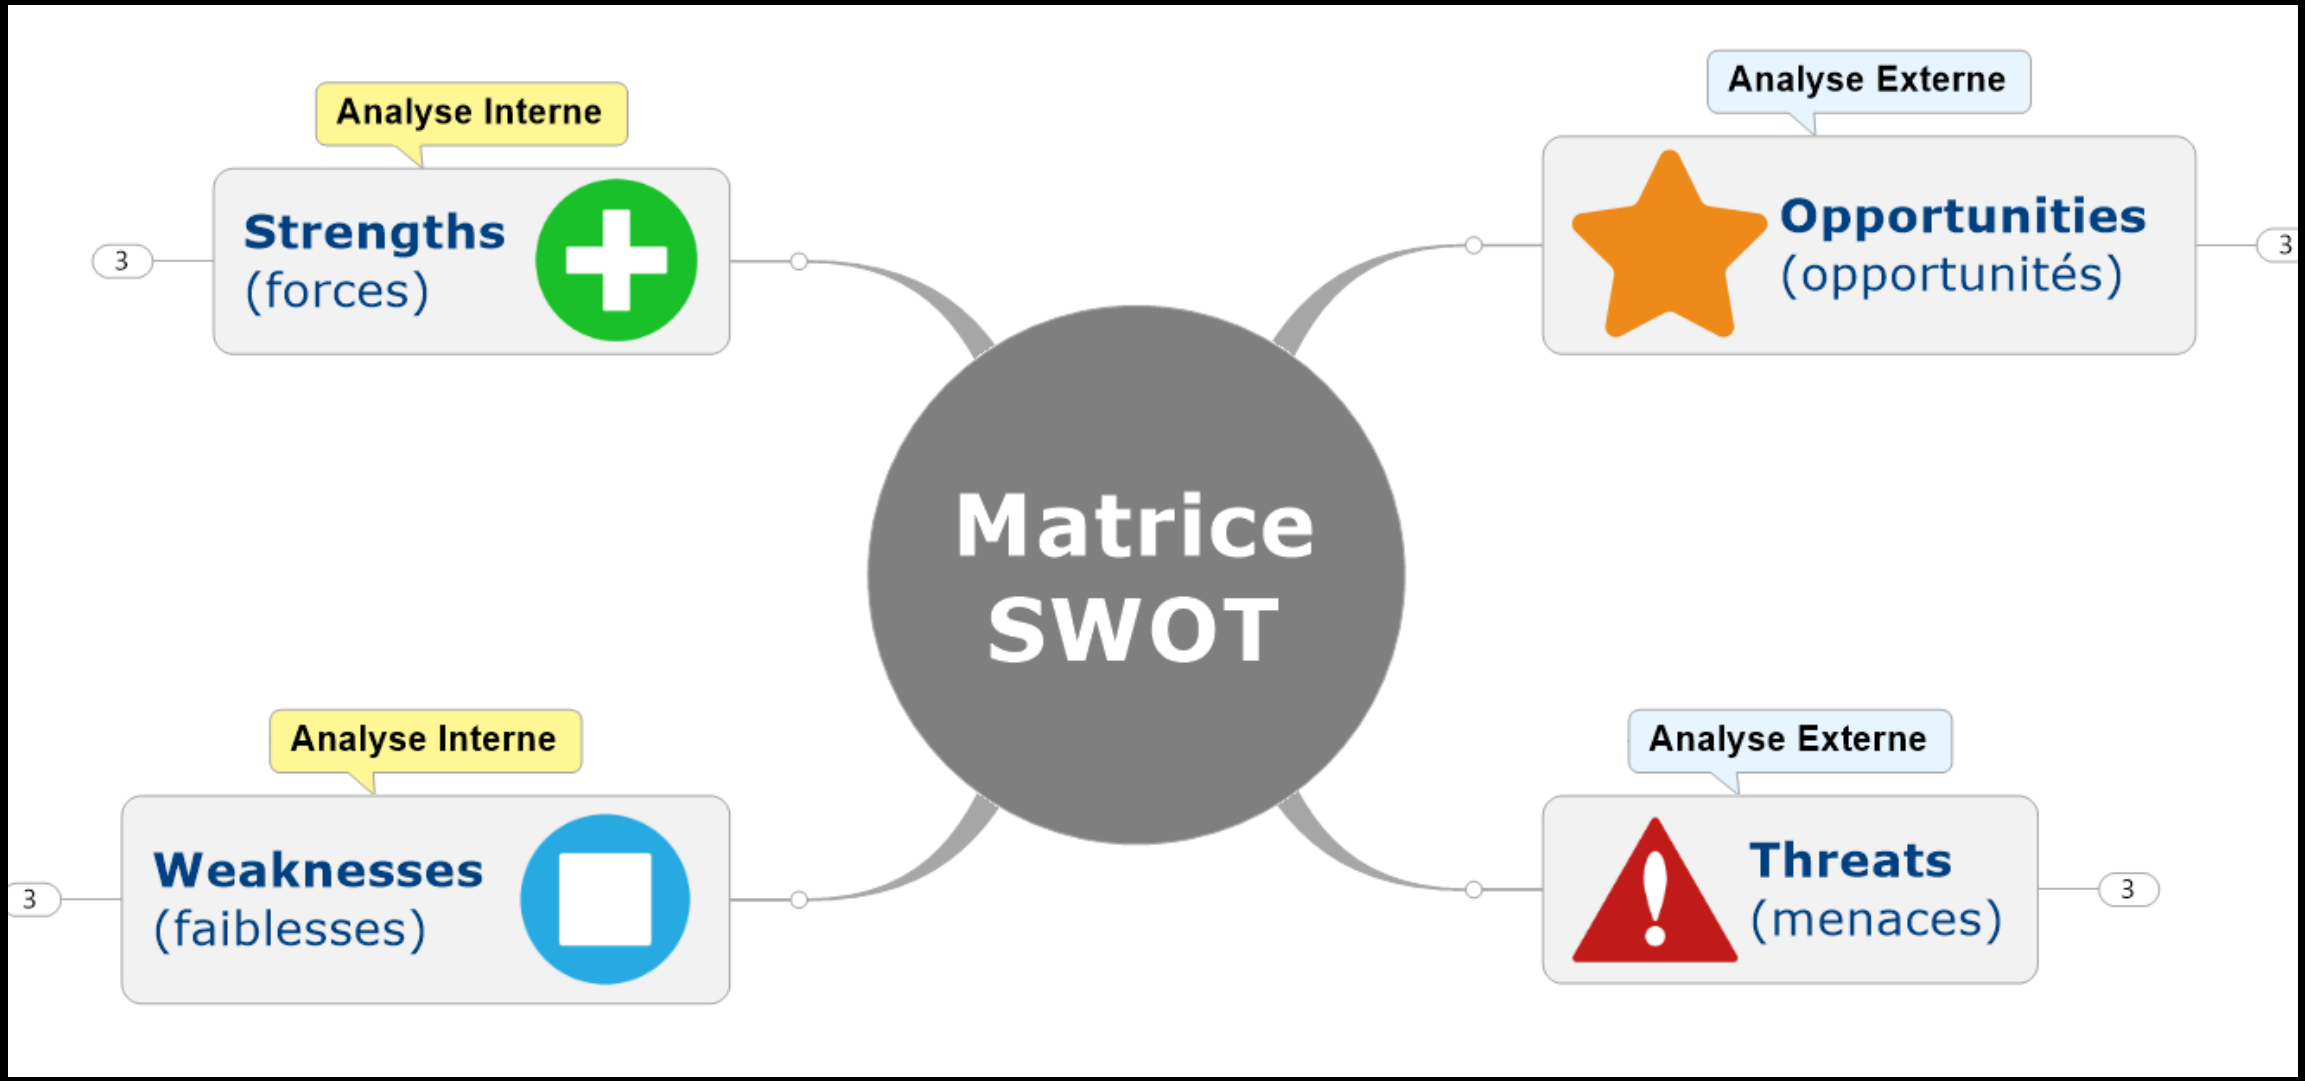 Analyse Interne
Strengths
(forces)
3
Analyse Externe
Opportunities
(opportunités)
3
Matrice
SWOT
Analyse Interne
Weaknesses
(faiblesses)
3
Analyse Externe
Threats
(menaces)
3